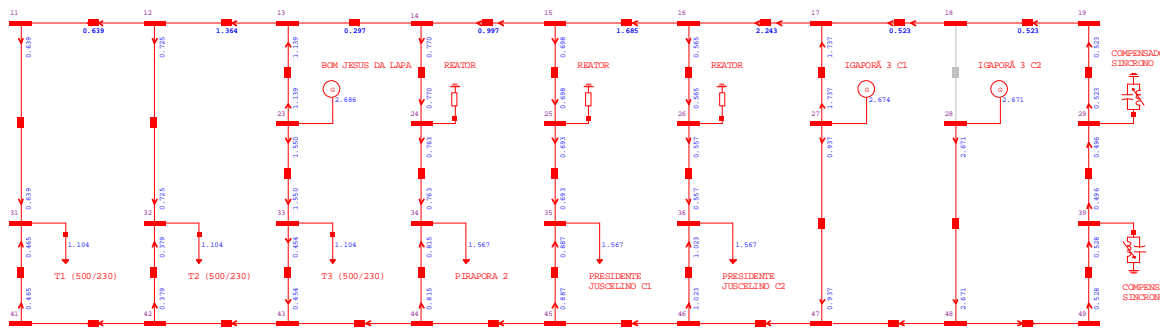 11 12 13 14 15 16 17 18 19
0.639 1.364 0.297 0.997 1.685 2.243 0.523 0.523
0.639 0.725 1.139 0.770 0.698 0.565 1.737 0.523
BOM JESUS DA LAPA REATOR REATOR REATOR IGAPORÃ 3 C1 IGAPORÃ 3 C2 COMPENSADO
SINCRONO
G G G
2.686 2.674 2.671
1.139 0.770 0.698 0.565 1.737 0.523
23 24 25 26 27 28 29
1.550 0.763 0.693 0.557 0.937 2.671 0.496
0.639 0.725 1.550 0.763 0.693 0.557 0.496
31 32 33 34 35 36 39
0.465 0.379 0.454 0.815 0.887 1.023 0.528
1.104 1.104 1.104 1.567 1.567 1.567
T1 (500/230) T2 (500/230) T3 (500/230) PIRAPORA 2 PRESIDENTE PRESIDENTE
JUSCELINO C1 JUSCELINO C2
COMPENS
SINCRON
0.465 0.379 0.454 0.815 0.887 1.023 0.937 2.671 0.528
41 42 43 44 45 46 47 48 49